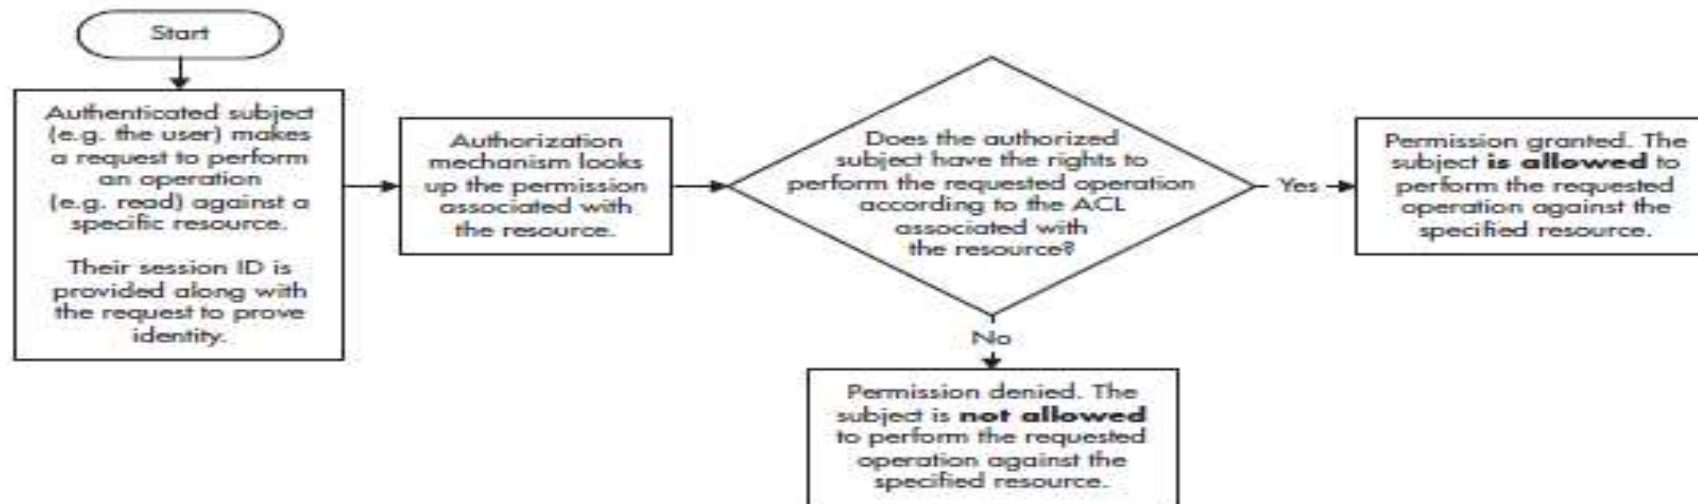 Start
Authenticated subject
(e.g. the user) makes
a request to perform
an operation
(e.g. read) against a
specific resource.
Their session ID is
provided along with
the request to prove
identity.
Authorization
mechanism looks
up the permission
associated with
the resource.
Does the authorized
subject have the rights to
perform the requested operation
according to the ACL
associated with
the resource?
Yes
Permission granted. The
subject is allowed to
perform the requested
operation against the
specified resource.
No
Permission denied. The
subject is not allowed
to perform the requested
operation against the
specified resource.